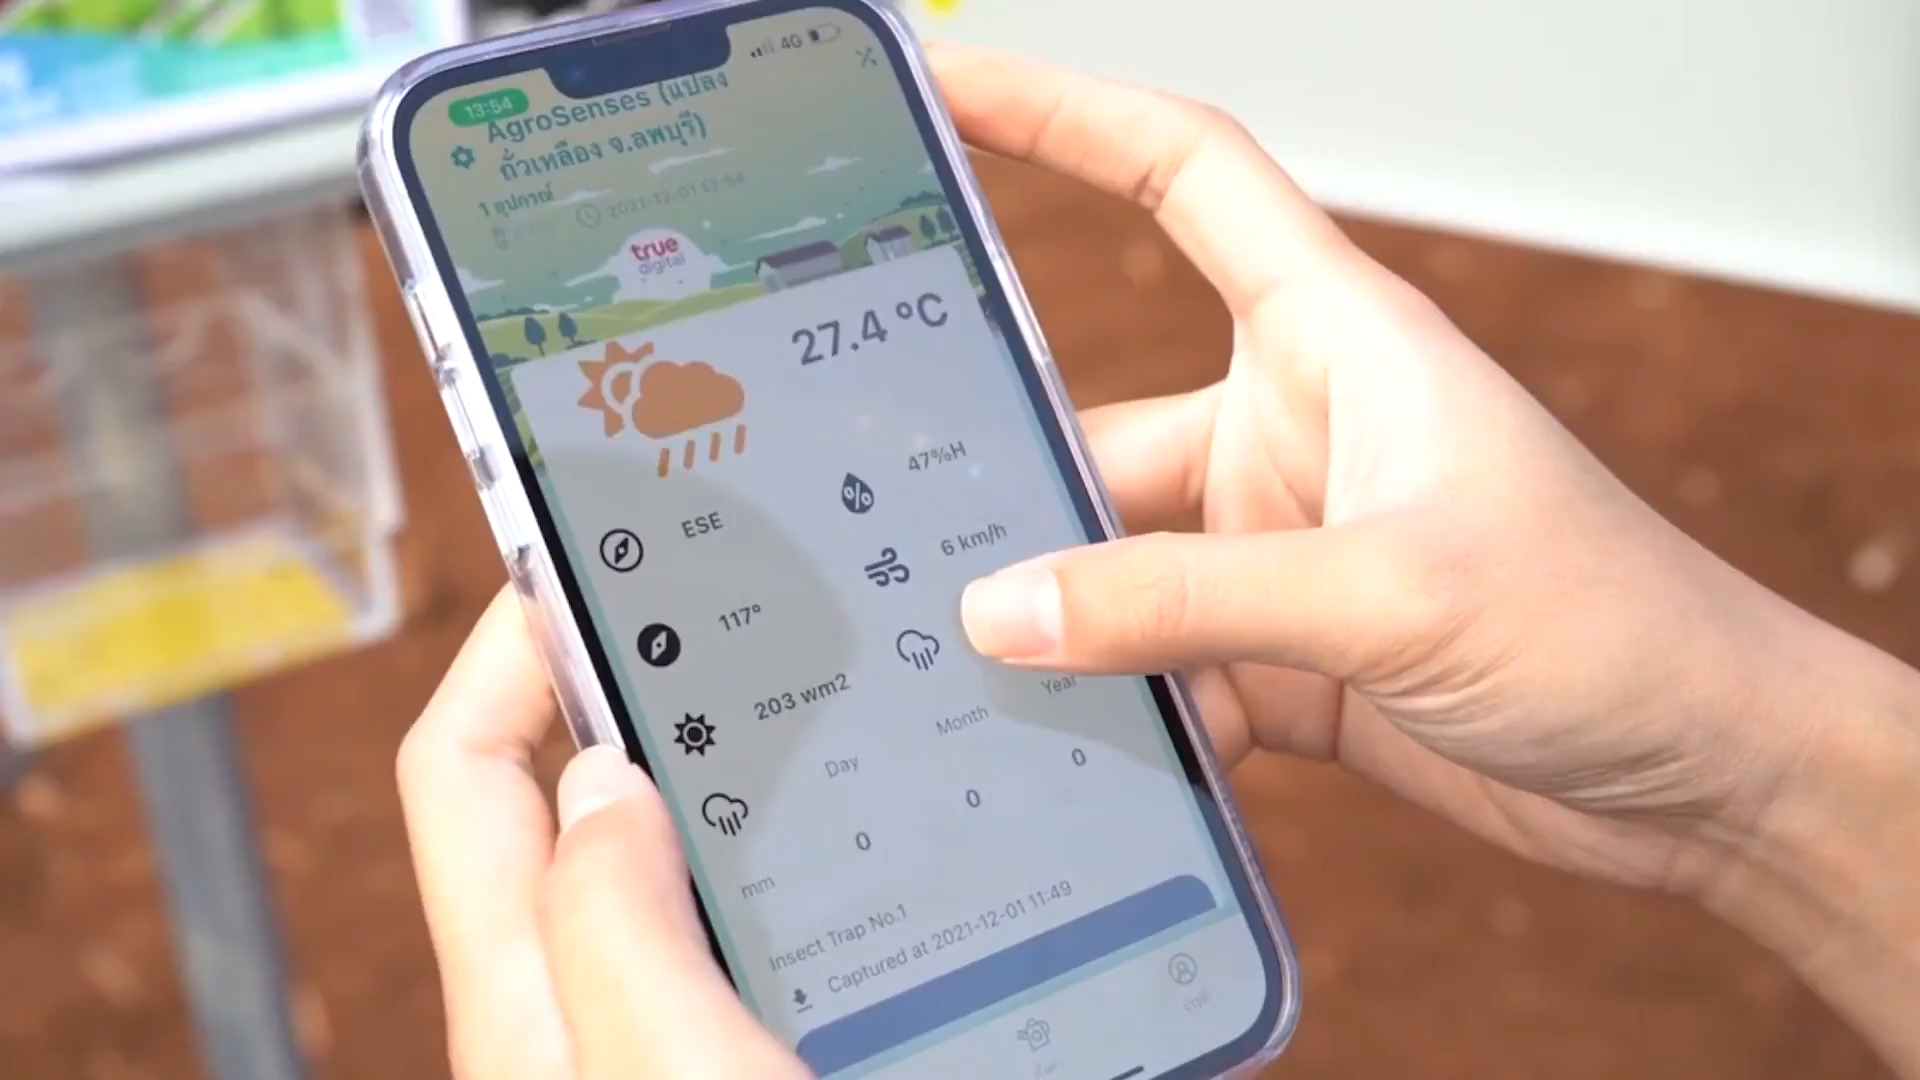 13:54
4G
AgroSenses (แปลง
ถั่วเหลือง จ.ลพบุรี)
1 อุปกรณ์
2021-12-01 13:54
true
digital
27.4 °C
47%H
ESE
6 km/h
117°
203 wm2
Day Month Year
0 0 0
mm
Insect Trap No.1
Captured at 2021-12-01 11:49